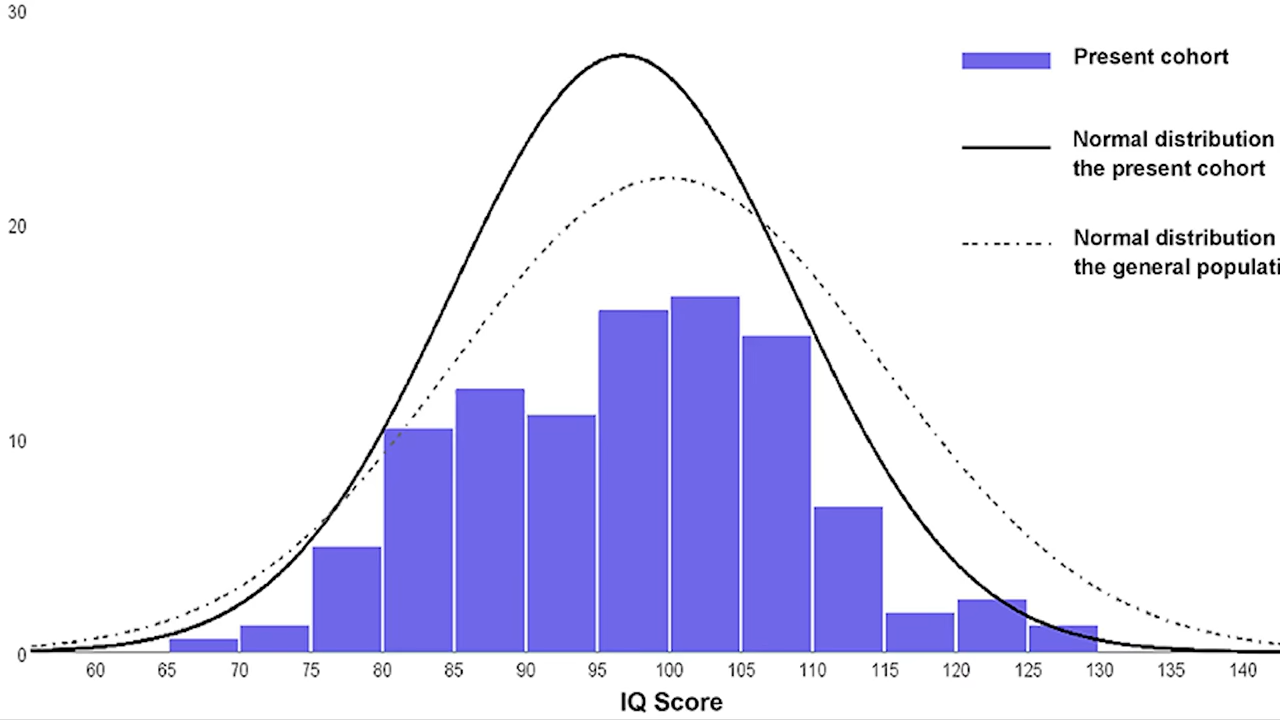 30
20
10
0
60 65 70 75 80 85 90 95 100 105 110 115 120 125 130 135 140
IQ Score
Present cohort
Normal distribution
the present cohort
Normal distribution
the general populati